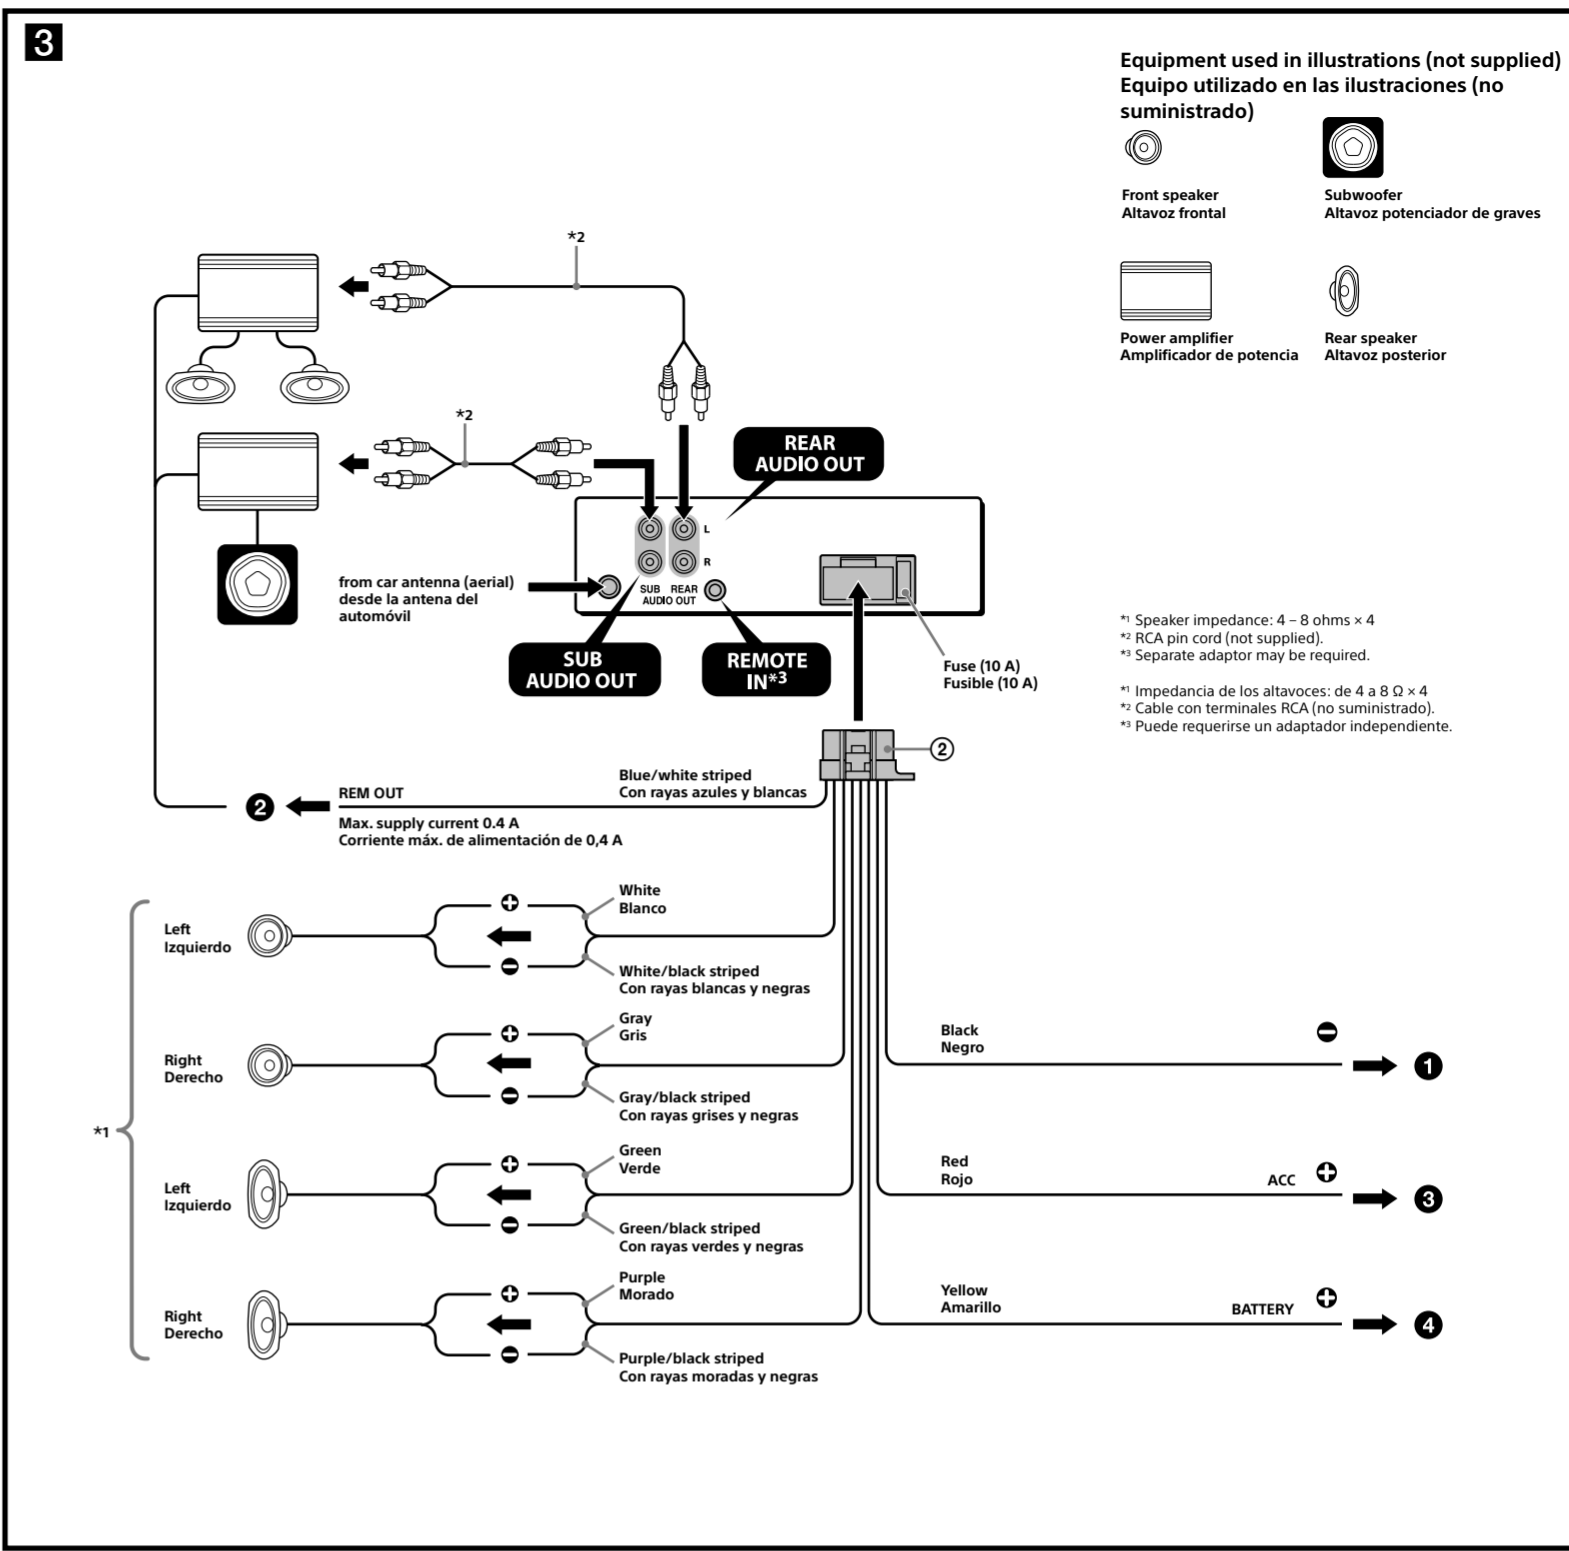 3
Equipment used in illustrations (not supplied)
Equipo utilizado en las ilustraciones (no
suministrado)
Front speaker
Altavoz frontal
Subwoofer
Altavoz potenciador de graves
Power amplifier
Amplificador de potencia
Rear speaker
Altavoz posterior
*2
*2
REAR
AUDIO OUT
L
R
SUB REAR
AUDIO OUT
from car antenna (aerial)
desde la antena del
automóvil
SUB
AUDIO OUT
REMOTE
IN*3
Fuse (10 A)
Fusible (10 A)
*1 Speaker impedance: 4 – 8 ohms × 4
*2 RCA pin cord (not supplied).
*3 Separate adaptor may be required.
*1 Impedancia de los altavoces: de 4 a 8 Ω × 4
*2 Cable con terminales RCA (no suministrado).
*3 Puede requerirse un adaptador independiente.
②
Blue/white striped
Con rayas azules y blancas
❷
REM OUT
Max. supply current 0.4 A
Corriente máx. de alimentación de 0,4 A
*1
Left
Izquierdo
+
−
White
Blanco
White/black striped
Con rayas blancas y negras
Right
Derecho
+
−
Gray
Gris
Gray/black striped
Con rayas grises y negras
Left
Izquierdo
+
−
Green
Verde
Green/black striped
Con rayas verdes y negras
Right
Derecho
+
−
Purple
Morado
Purple/black striped
Con rayas moradas y negras
Black
Negro
−
❶
Red
Rojo
ACC
+
❸
Yellow
Amarillo
BATTERY
+
❹